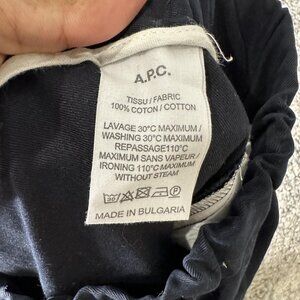 A.P.C.
TISSU / FABRIC
100% COTON / COTTON
LAVAGE 30°C MAXIMUM /
WASHING 30°C MAXIMUM
REPASSAGE110°C
MAXIMUM SANS VAPEUR /
IRONING 110°C MAXIMUM
WITHOUT STEAM
MADE IN BULGARIA